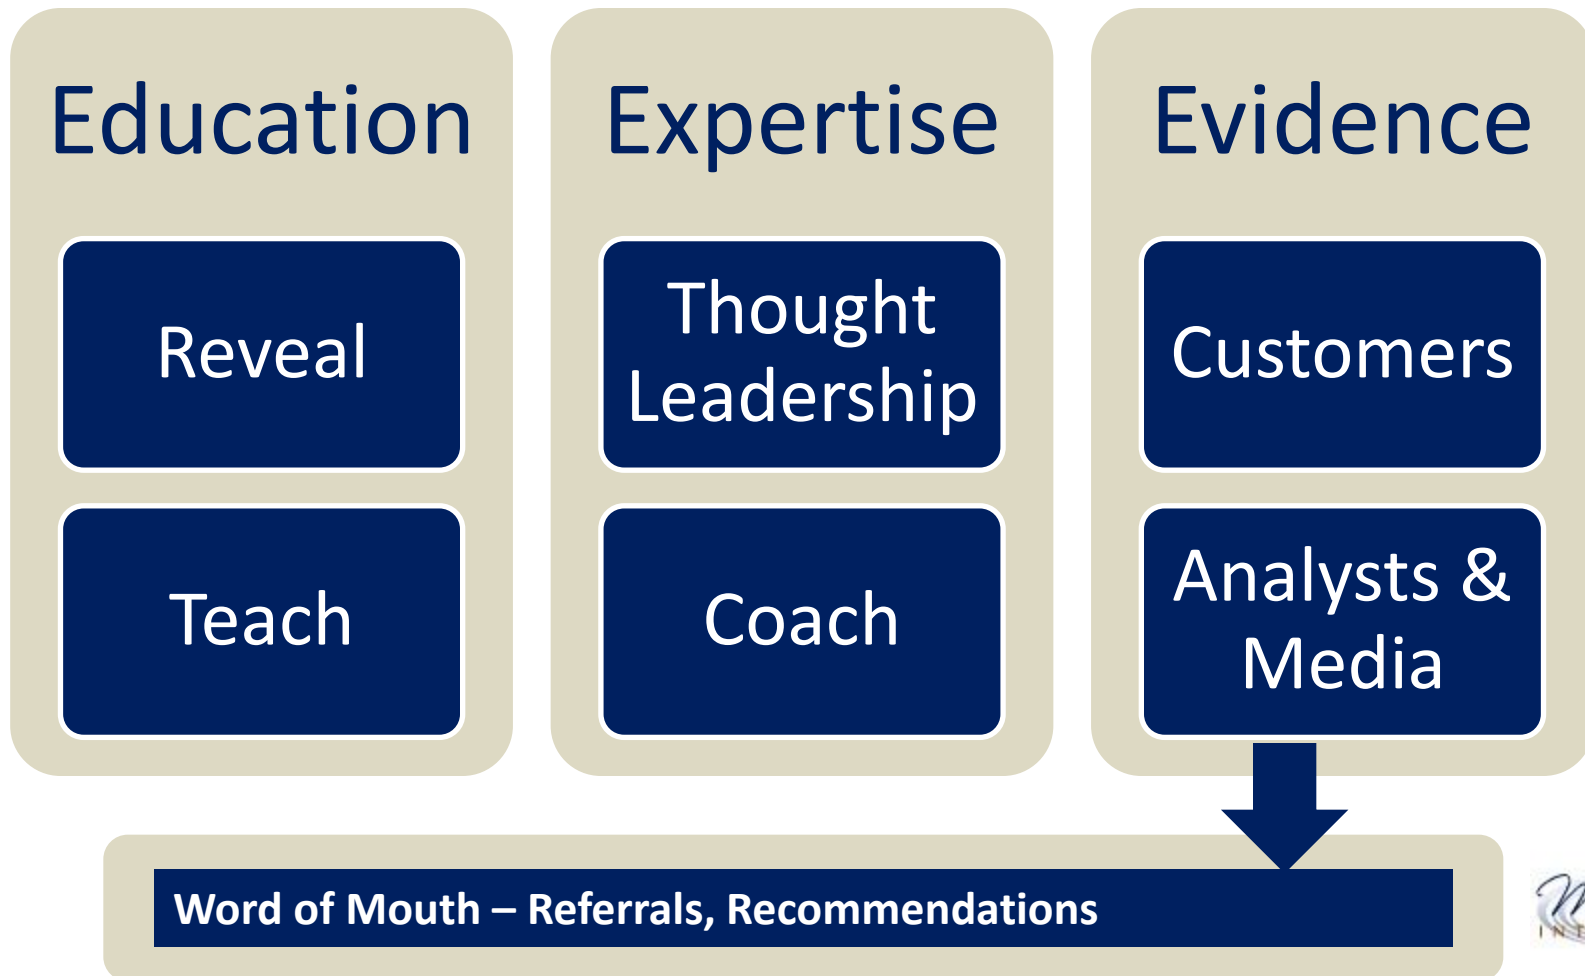 Education
Reveal
Teach
Expertise
Thought
Leadership
Coach
Evidence
Customers
Analysts &
Media
Word of Mouth – Referrals, Recommendations